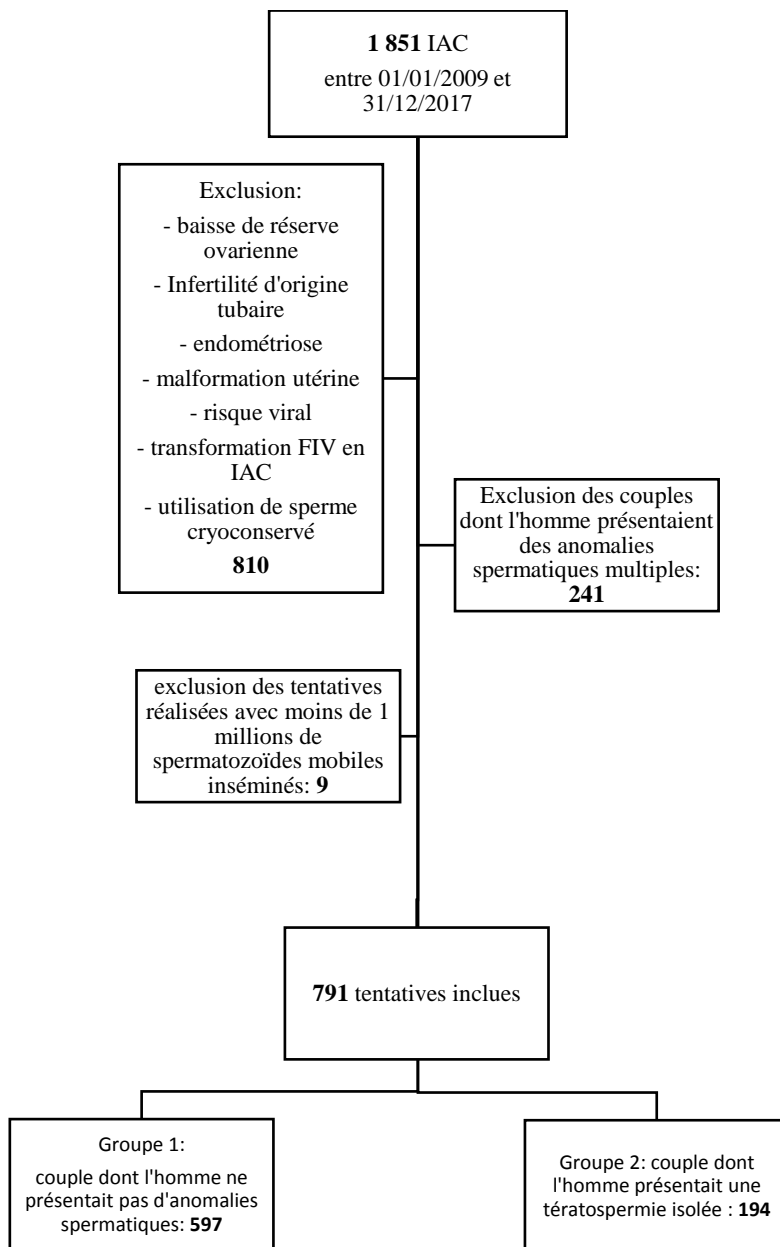 1 851 IAC
entre 01/01/2009 et
31/12/2017
Exclusion:
- baisse de réserve
ovarienne
- Infertilité d'origine
tubaire
- endométriose
- malformation utérine
- risque viral
- transformation FIV en
IAC
- utilisation de sperme
cryoconservé
810
Exclusion des couples
dont l'homme présentaient
des anomalies
spermatiques multiples:
241
exclusion des tentatives
réalisées avec moins de 1
millions de
spermatozoïdes mobiles
inséminés: 9
791 tentatives inclues
Groupe 1:
couple dont l'homme ne
présentait pas d'anomalies
spermatiques: 597
Groupe 2: couple dont
l'homme présentait une
tératospermie isolée : 194